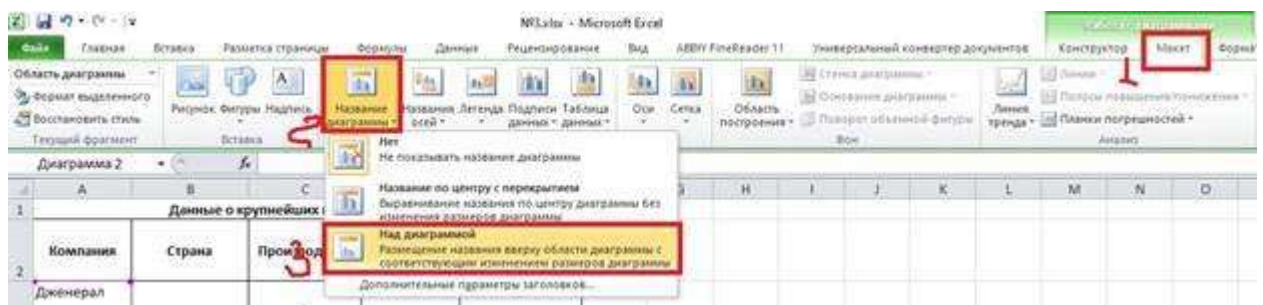 №3.xlsx - Microsoft Excel
Файл Главная Вставка Разметка страницы Формулы Данные Рецензирование Вид ABBYY FineReader 11 Универсальный конвертер документов Конструктор Макет Формат
Область диаграммы
Формат выделенного
Восстановить стиль
Текущий фрагмент
Рисунок Фигуры Надпись
Вставка
Название диаграммы
Названия осей
Легенда
Подписи данных
Таблица данных
Оси
Сетка
Область построения
Стенка диаграммы
Основание диаграммы
Поворот объемной фигуры
Фон
Линия тренда
Линии
Полосы повышения/понижения
Планки погрешностей
Анализ
1
2
3
Диаграмма 2
fx
Нет
Не показывать название диаграммы
Название по центру с перекрытием
Выравнивание названия по центру диаграммы без
изменения размеров диаграммы
Над диаграммой
Размещение названия вверху области диаграммы с
соответствующим изменением размеров диаграммы
Дополнительные параметры заголовков...
A B C G H I J K L M N O
1 Данные о крупнейших
Компания Страна
2
Дженерал